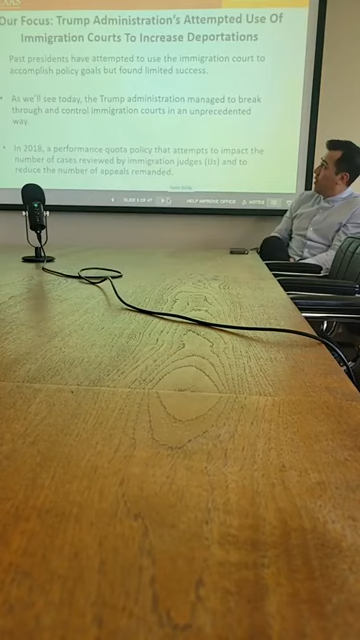 Our Focus: Trump Administration's Attempted Use Of
Immigration Courts To Increase Deportations
Past presidents have attempted to use the immigration court to
accomplish policy goals but found limited success.
• As we'll see today, the Trump administration managed to break
through and control immigration courts in an unprecedented
way.
• In 2018, a performance quota policy that attempts to impact the
number of cases reviewed by immigration judges (IJs) and to
reduce the number of appeals remanded.
SLIDE 5 OF 47
HELP IMPROVE OFFICE
NOTES